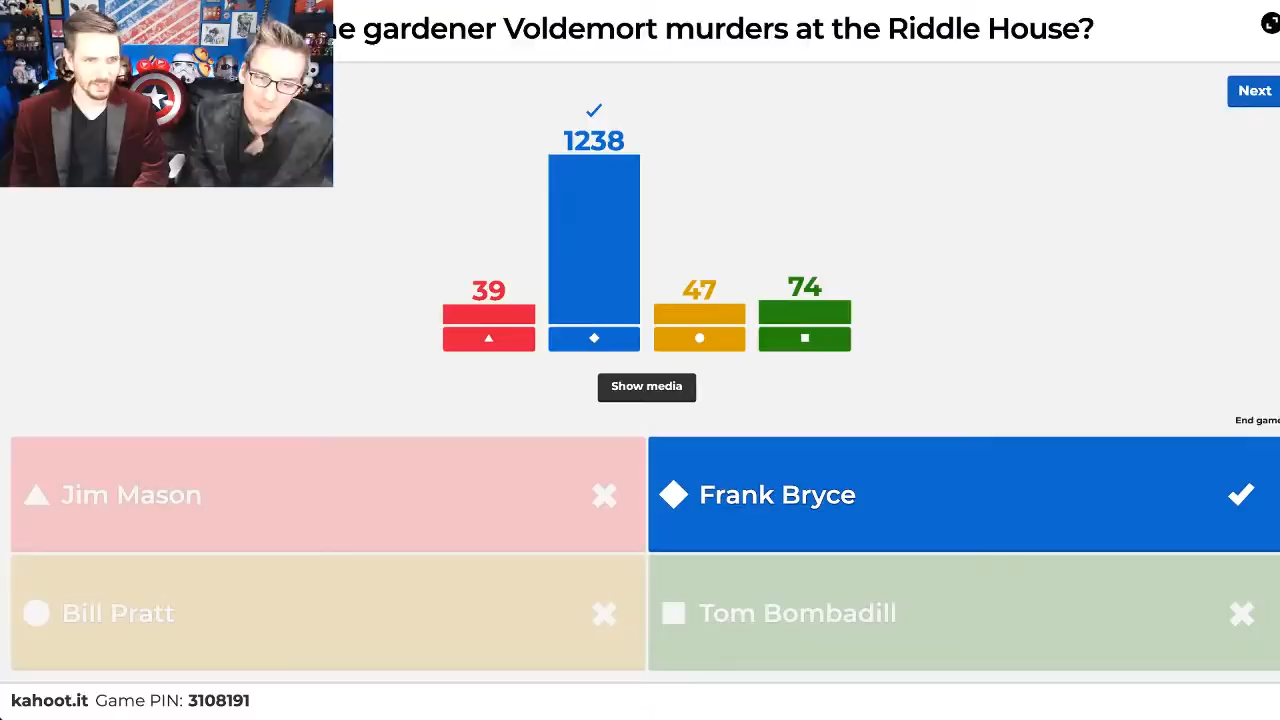 e gardener Voldemort murders at the Riddle House?
Next
1238
39
47
74
Show media
End game
Jim Mason
Frank Bryce
Bill Pratt
Tom Bombadill
kahoot.it Game PIN: 3108191